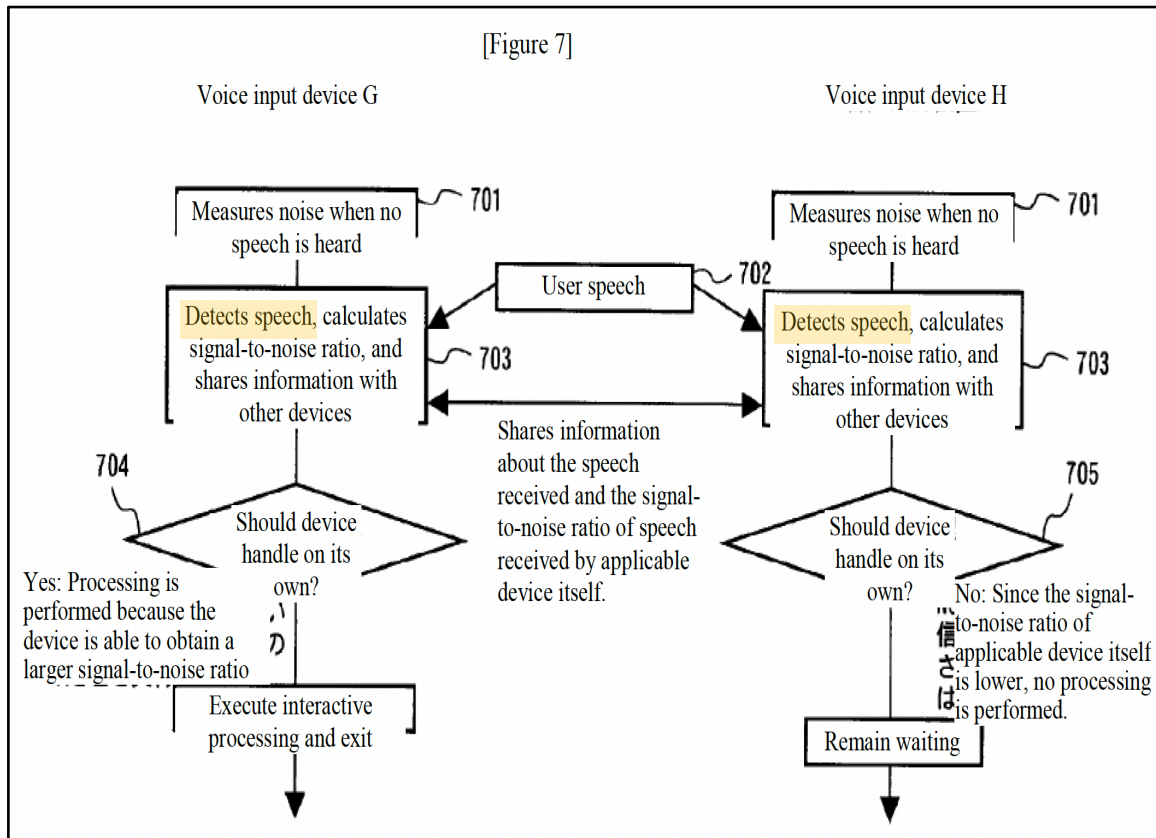 [Figure 7]
Voice input device G
Voice input device H
701
Measures noise when no
speech is heard
701
Measures noise when no
speech is heard
702
User speech
Detects speech, calculates
signal-to-noise ratio, and
shares information with
other devices
703
Detects speech, calculates
signal-to-noise ratio, and
shares information with
other devices
703
Shares information
about the speech
received and the signal-
to-noise ratio of speech
received by applicable
device itself.
704
Should device
handle on its
own?
705
Should device
handle on its
own?
Yes: Processing is
performed because the
device is able to obtain a
larger signal-to-noise ratio
の
No: Since the signal-
to-noise ratio of
applicable device itself
is lower, no processing
is performed.
値さは
Execute interactive
processing and exit
Remain waiting